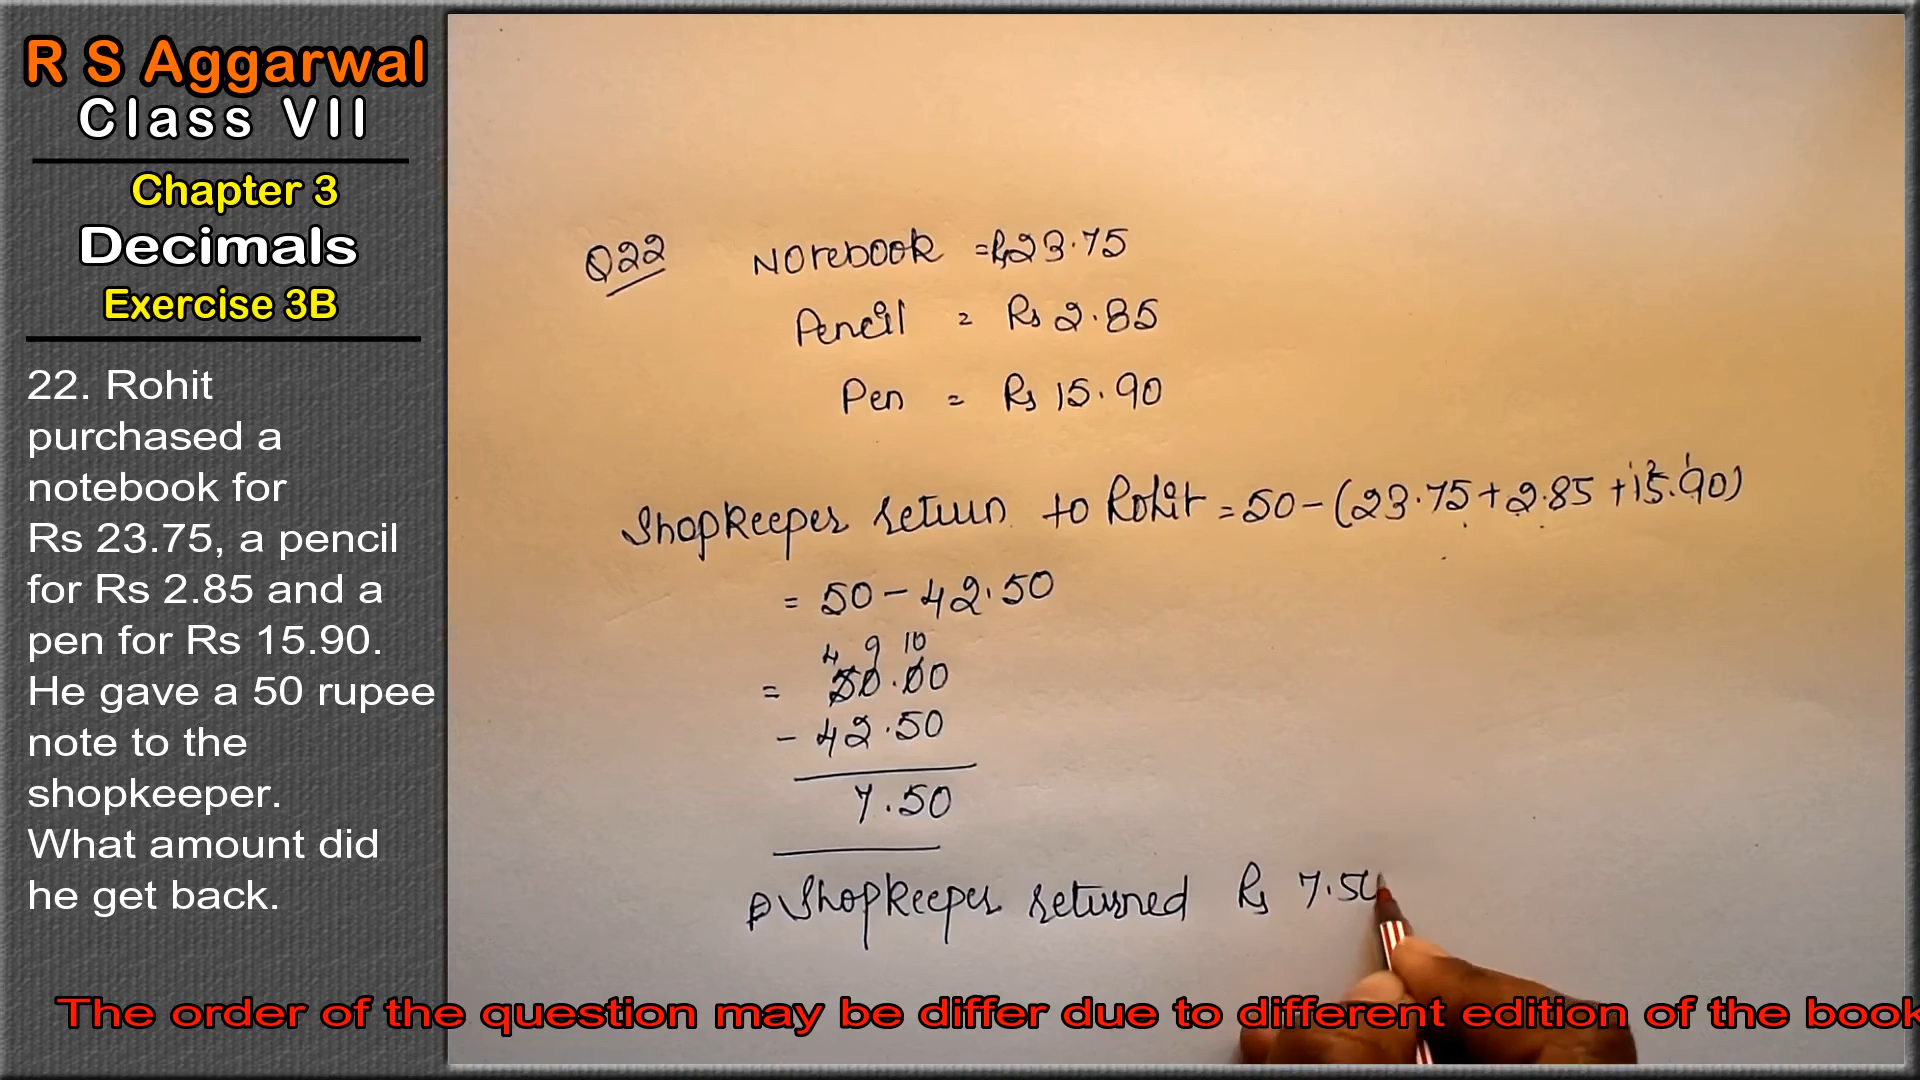 R S Aggarwal
Class VII
Chapter 3
Decimals
Exercise 3B
22. Rohit
purchased a
notebook for
Rs 23.75, a pencil
for Rs 2.85 and a
pen for Rs 15.90.
He gave a 50 rupee
note to the
shopkeeper.
What amount did
he get back.
Q22 Notebook = Rs 23.75
Pencil = Rs 2.85
Pen = Rs 15.90
Shopkeeper return to Rohit = 50 - (23.75 + 2.85 + 15.90)
= 50 - 42.50
4 9 10
= 50.00
- 42.50
7.50
Shopkeeper returned Rs 7.50
The order of the question may be differ due to different edition of the book